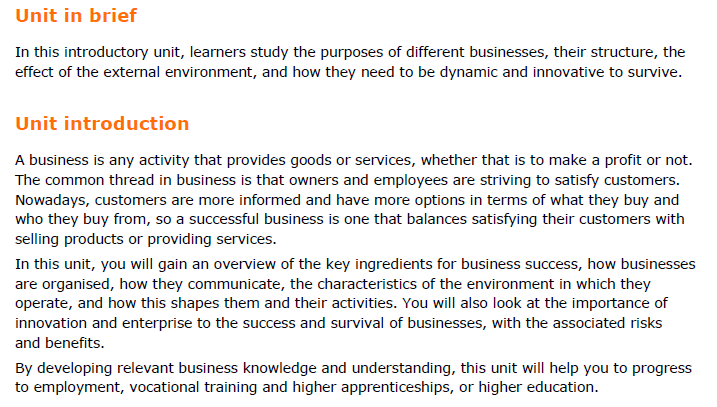 Unit in brief
In this introductory unit, learners study the purposes of different businesses, their structure, the
effect of the external environment, and how they need to be dynamic and innovative to survive.
Unit introduction
A business is any activity that provides goods or services, whether that is to make a profit or not.
The common thread in business is that owners and employees are striving to satisfy customers.
Nowadays, customers are more informed and have more options in terms of what they buy and
who they buy from, so a successful business is one that balances satisfying their customers with
selling products or providing services.
In this unit, you will gain an overview of the key ingredients for business success, how businesses
are organised, how they communicate, the characteristics of the environment in which they
operate, and how this shapes them and their activities. You will also look at the importance of
innovation and enterprise to the success and survival of businesses, with the associated risks
and benefits.
By developing relevant business knowledge and understanding, this unit will help you to progress
to employment, vocational training and higher apprenticeships, or higher education.